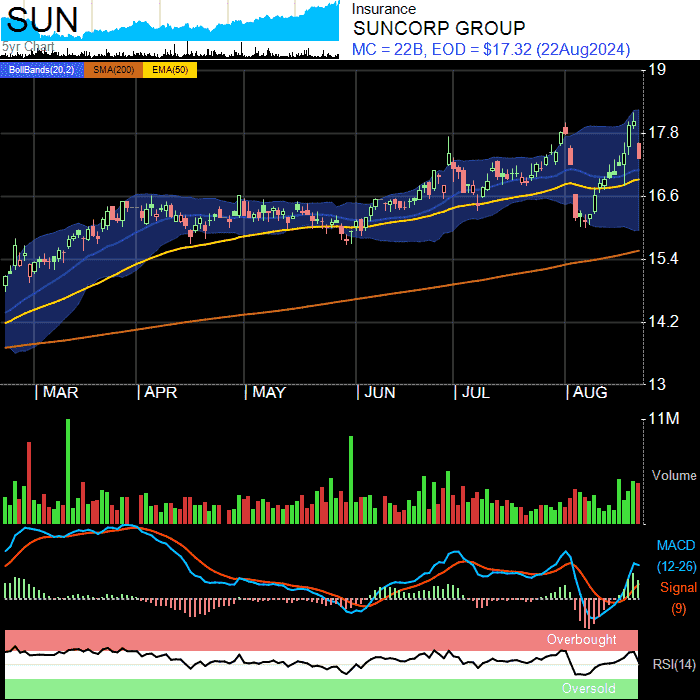 SUN
5yr Chart
Insurance
SUNCORP GROUP
MC = 22B, EOD = $17.32 (22Aug2024)
BollBands(20,2) SMA(200) EMA(50)
19
17.8
16.6
15.4
14.2
13
MAR APR MAY JUN JUL AUG
11M
Volume
MACD
(12-26)
Signal
(9)
Overbought
RSI(14)
Oversold